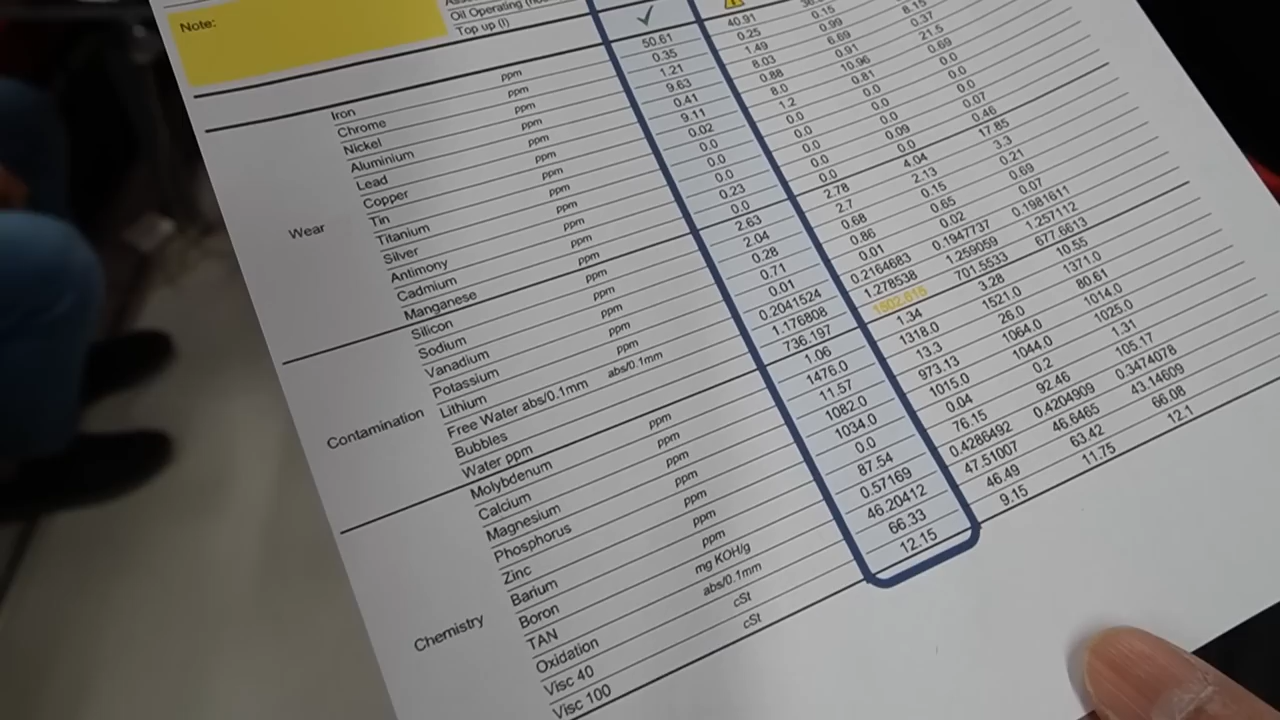 Note:
Oil Operating
Top up (l)
Wear
Iron ppm 50.61 40.91
Chrome ppm 0.35 0.25 0.15
Nickel ppm 1.21 1.49 0.99
Aluminium ppm 9.63 8.03 6.69 8.15
Lead ppm 0.41 0.88 0.91 0.37
Copper ppm 9.11 8.0 10.96 21.5
Tin ppm 0.02 1.2 0.81 0.69
Titanium ppm 0.0 0.0 0.0 0.0
Silver ppm 0.0 0.0 0.0 0.0
Antimony ppm 0.0 0.0 0.0 0.0
Cadmium ppm 0.23 0.0 0.09 0.07
Manganese ppm 0.0 0.0 0.0 0.46
Contamination
Silicon ppm 2.63 2.78 4.04 17.85
Sodium ppm 2.04 2.7 2.13 3.3
Vanadium ppm 0.28 0.68 0.15 0.21
Potassium ppm 0.71 0.86 0.65 0.69
Lithium ppm 0.01 0.01 0.02 0.07
Free Water abs/0.1mm abs/0.1mm 0.2041524 0.2164683 0.1947737 0.1981611
Bubbles 1.176808 1.278538 1.259059 1.257112
Water ppm 736.197 1802.615 701.5533 677.6613
Chemistry
Molybdenum ppm 1.06 1.34 3.28 10.55
Calcium ppm 1476.0 1318.0 1521.0 1371.0
Magnesium ppm 11.57 13.3 26.0 80.61
Phosphorus ppm 1082.0 973.13 1064.0 1014.0
Zinc ppm 1034.0 1015.0 1044.0 1025.0
Barium ppm 0.0 0.04 0.2 1.31
Boron ppm 87.54 76.15 92.46 105.17
TAN mg KOH/g 0.57169 0.4286492 0.4204909 0.3474078
Oxidation abs/0.1mm 46.20412 47.51007 46.6465 43.14609
Visc 40 cSt 66.33 46.49 63.42 66.08
Visc 100 cSt 12.15 9.15 11.75 12.1